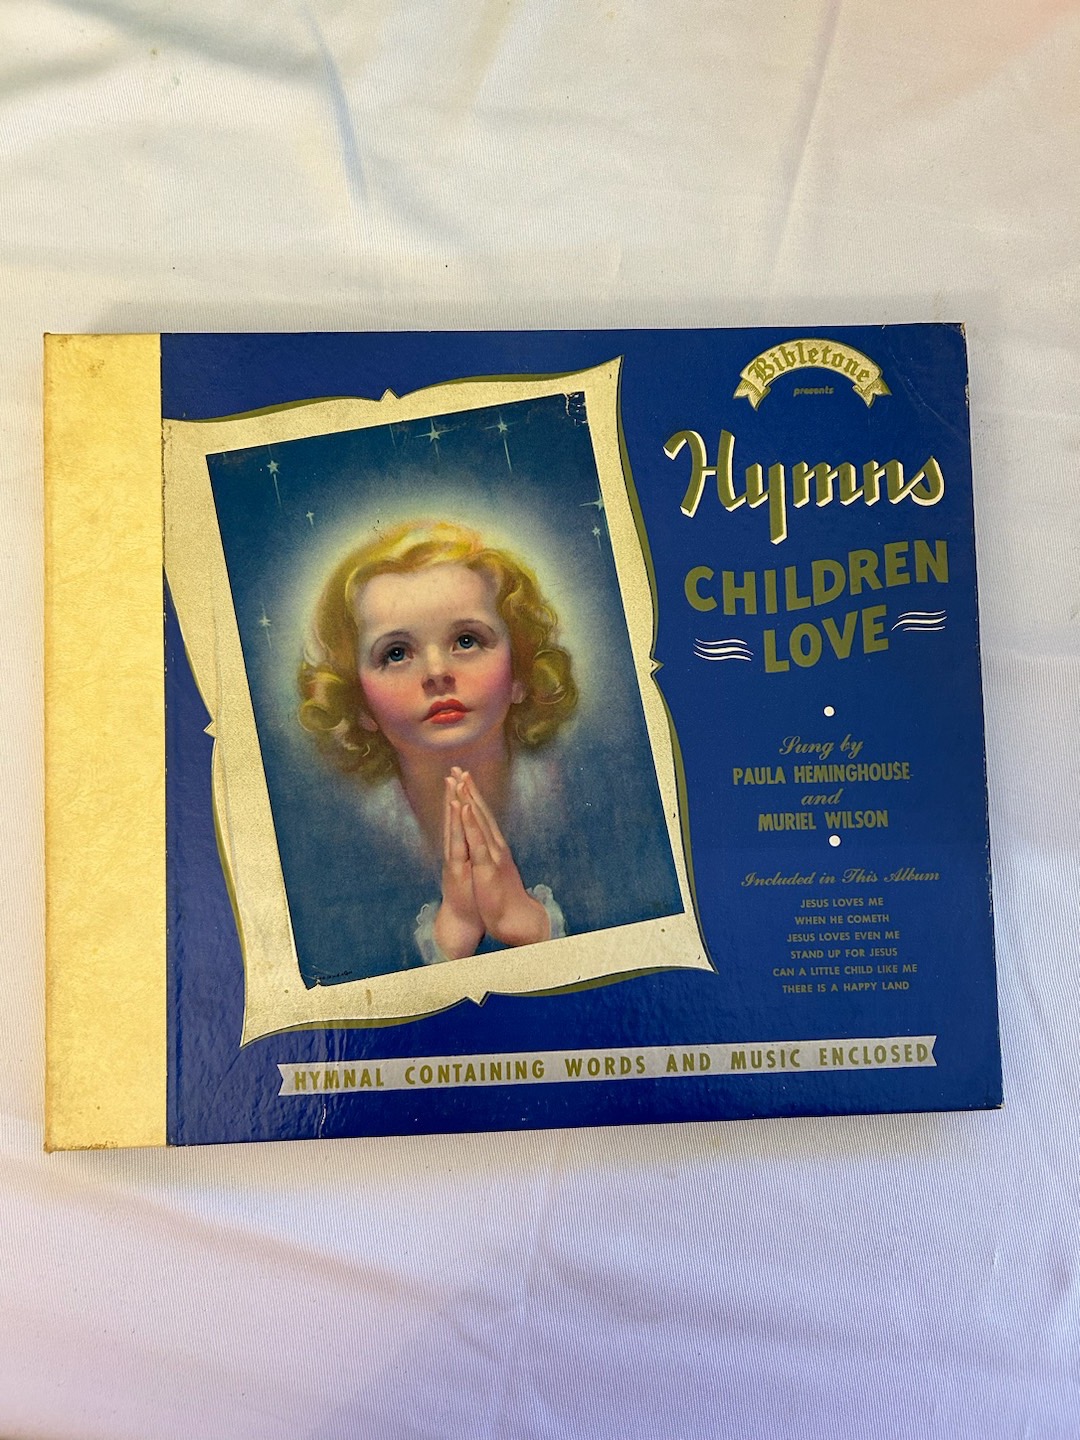 Bibletone
presents
Hymns
CHILDREN
LOVE
Sung by
PAULA HEMINGHOUSE
and
MURIEL WILSON
Included in This Album
JESUS LOVES ME
WHEN HE COMETH
JESUS LOVES EVEN ME
STAND UP FOR JESUS
CAN A LITTLE CHILD LIKE ME
THERE IS A HAPPY LAND
HYMNAL CONTAINING WORDS AND MUSIC ENCLOSED